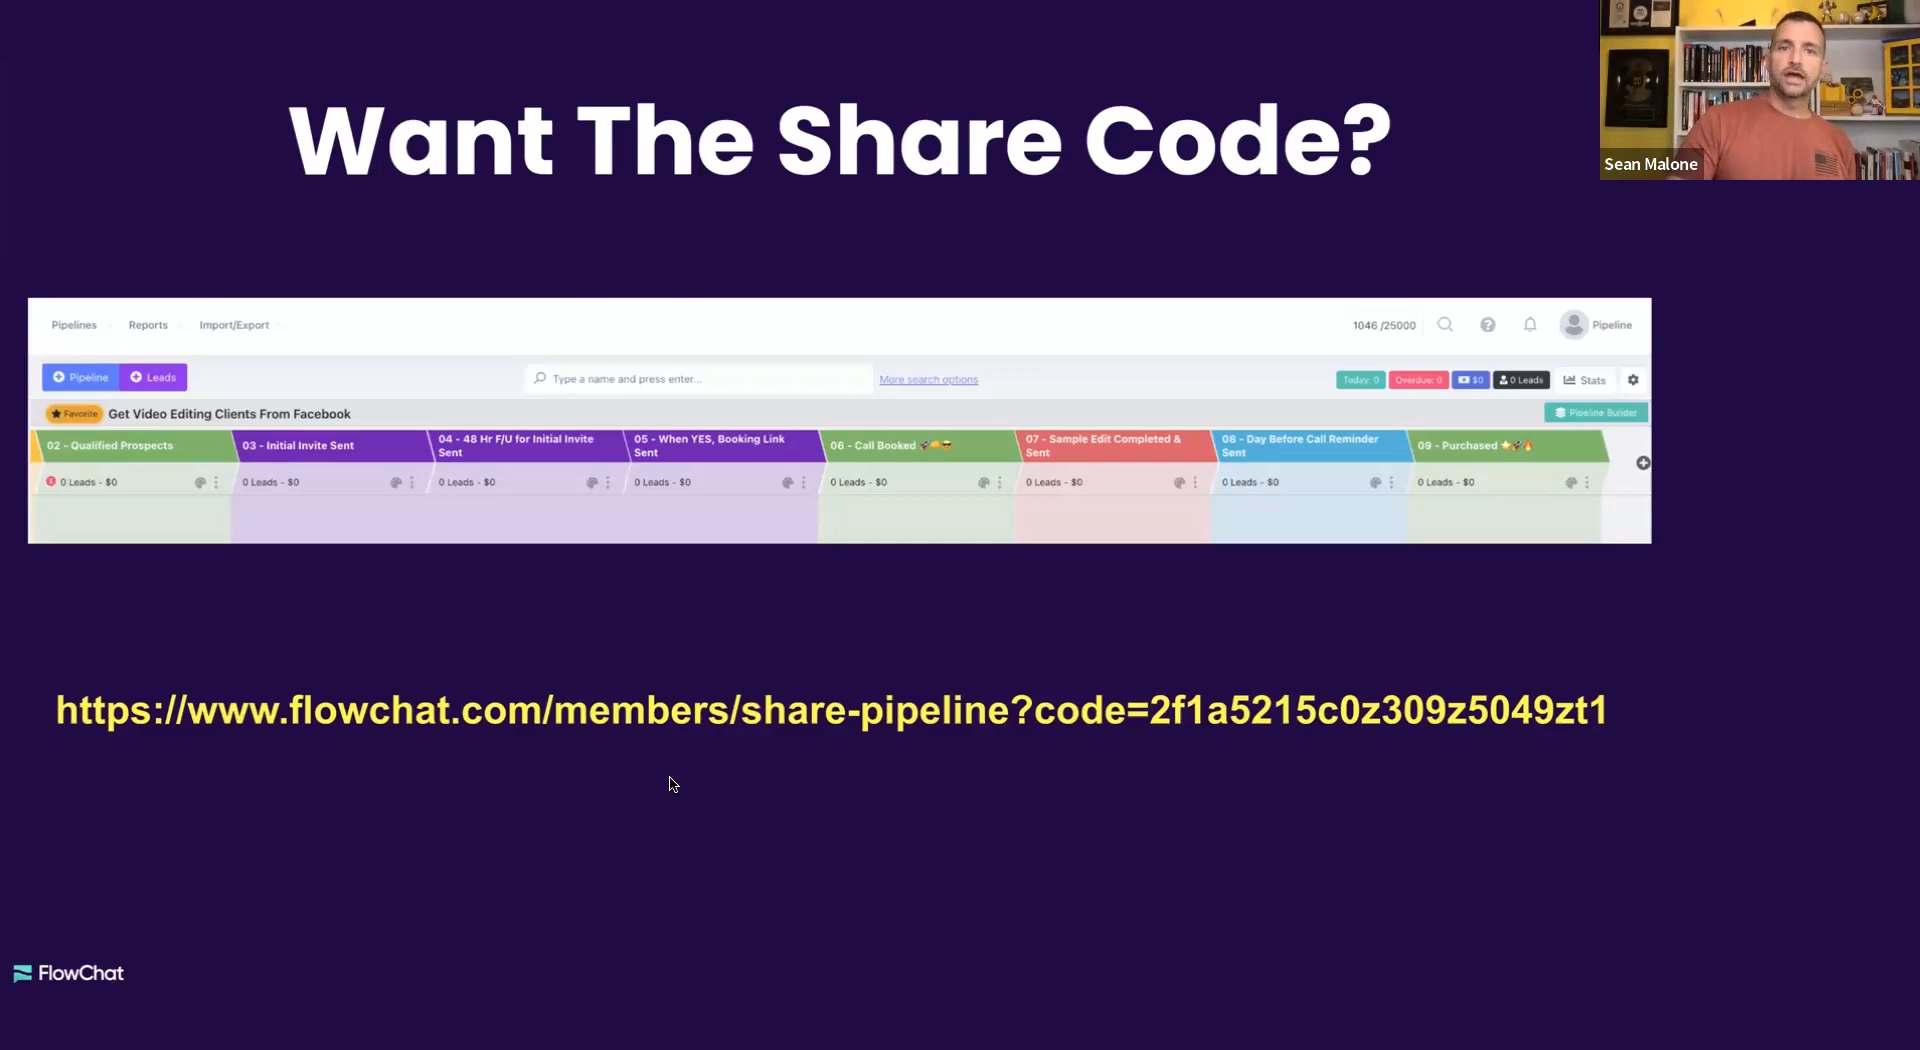 Want The Share Code?
Sean Malone
Pipelines Reports Import/Export 1046 /25000 Pipeline
Pipeline Leads Type a name and press enter... More search options Today: 0 Overdue: 0 $0 0 Leads Stats
Favorite Get Video Editing Clients From Facebook Pipeline Builder
02 - Qualified Prospects
03 - Initial Invite Sent
04 - 48 Hr F/U for Initial Invite
Sent
05 - When YES, Booking Link
Sent
06 - Call Booked 🚀🌮😎
07 - Sample Edit Completed &
Sent
08 - Day Before Call Reminder
Sent
09 - Purchased ⭐🚀🔥
0 Leads - $0 0 Leads - $0 0 Leads - $0 0 Leads - $0 0 Leads - $0 0 Leads - $0 0 Leads - $0 0 Leads - $0
https://www.flowchat.com/members/share-pipeline?code=2f1a5215c0z309z5049zt1
FlowChat